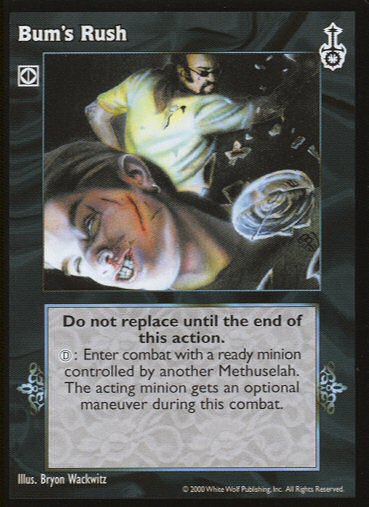 Bum's Rush
Do not replace until the end of
this action.
Ⓓ: Enter combat with a ready minion
controlled by another Methuselah.
The acting minion gets an optional
maneuver during this combat.
Illus. Bryon Wackwitz
© 2000 White Wolf Publishing, Inc. All Rights Reserved.